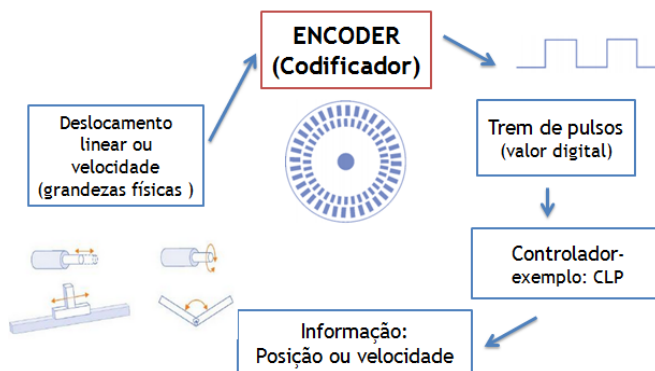 ENCODER
(Codificador)
Deslocamento
linear ou
velocidade
(grandezas físicas )
Trem de pulsos
(valor digital)
Controlador-
exemplo: CLP
Informação:
Posição ou velocidade